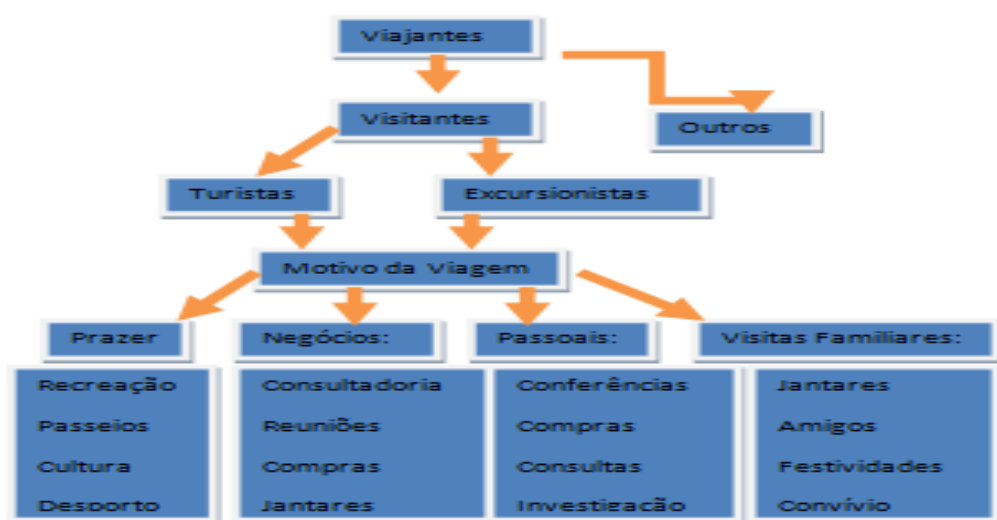 Viajantes
Visitantes
Outros
Turistas
Excursionistas
Motivo da Viagem
Prazer
Negócios:
Passoais:
Visitas Familiares:
Recreação
Passeios
Cultura
Desporto
Consultadoria
Reuniões
Compras
Jantares
Conferências
Compras
Consultas
Investigação
Jantares
Amigos
Festividades
Convívio